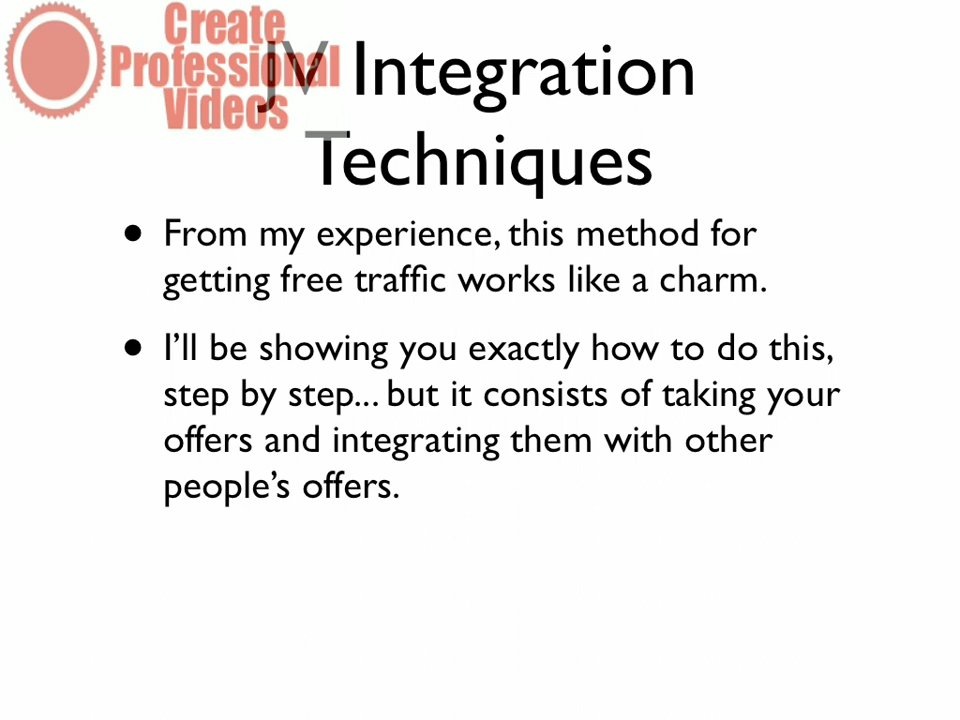 Create
Professional
Videos
JV Integration
Techniques
• From my experience, this method for
getting free traffic works like a charm.
• I’ll be showing you exactly how to do this,
step by step... but it consists of taking your
offers and integrating them with other
people’s offers.